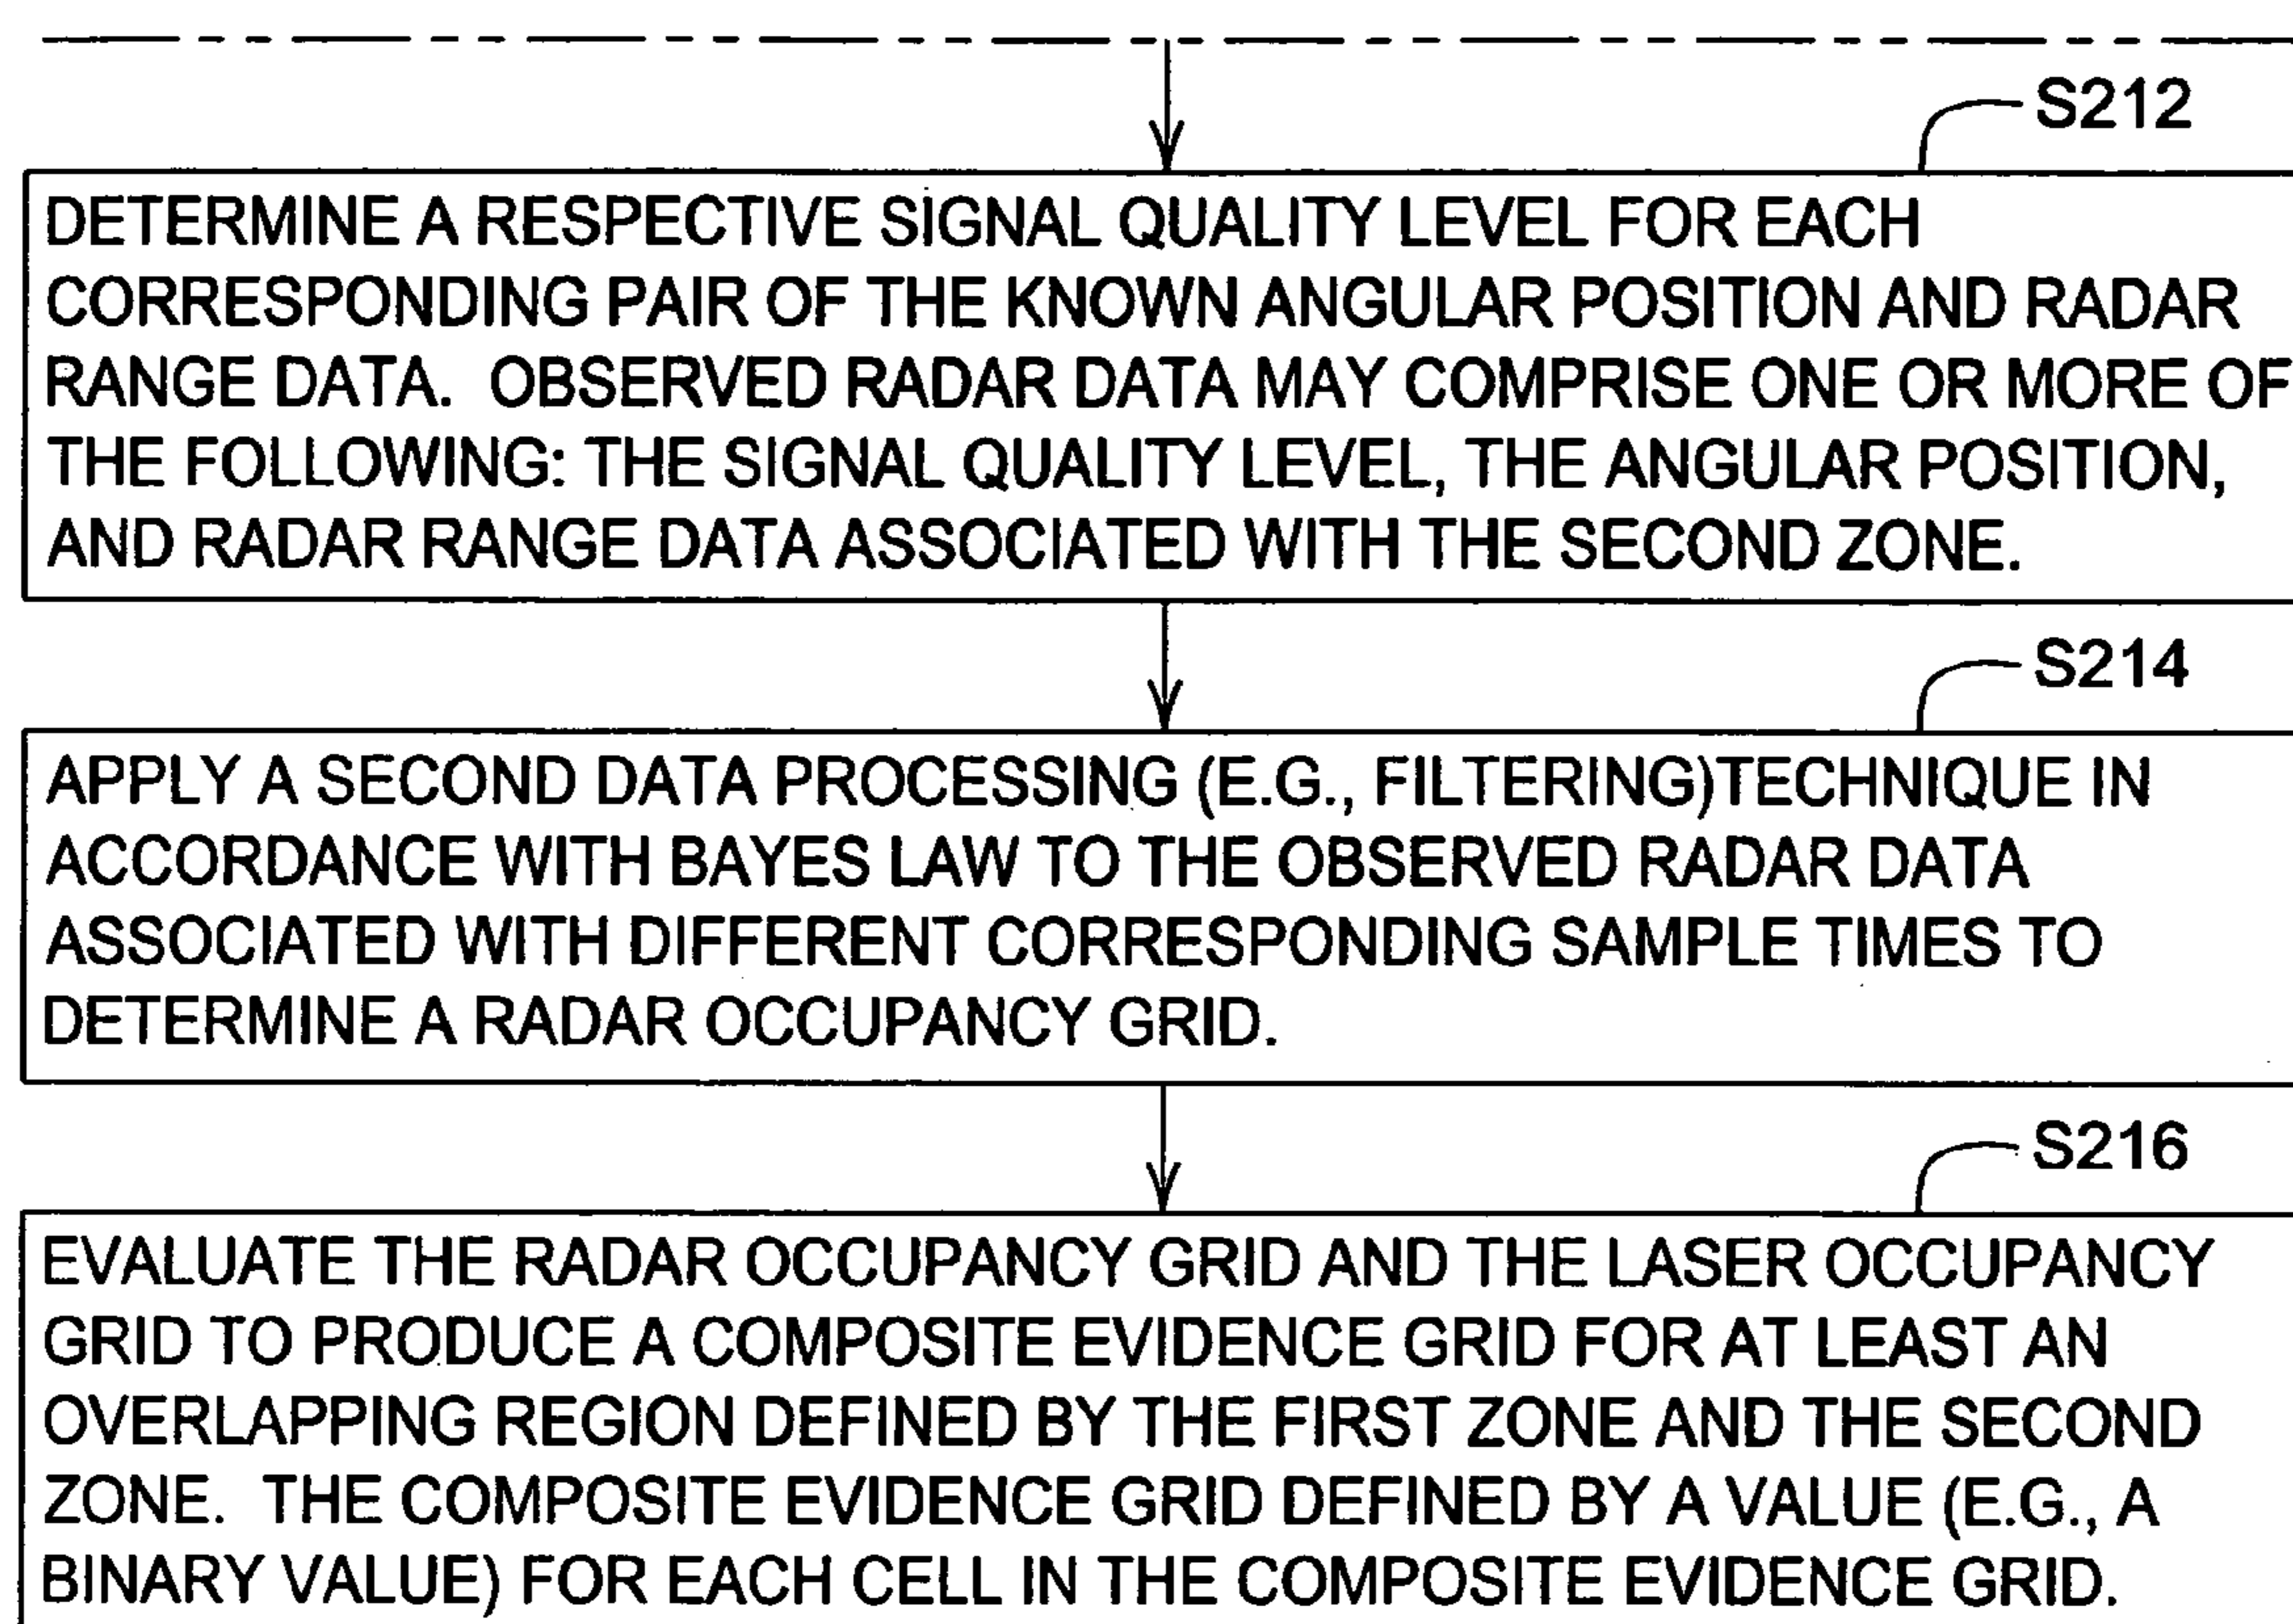 S212
DETERMINE A RESPECTIVE SIGNAL QUALITY LEVEL FOR EACH
CORRESPONDING PAIR OF THE KNOWN ANGULAR POSITION AND RADAR
RANGE DATA. OBSERVED RADAR DATA MAY COMPRISE ONE OR MORE OF
THE FOLLOWING: THE SIGNAL QUALITY LEVEL, THE ANGULAR POSITION,
AND RADAR RANGE DATA ASSOCIATED WITH THE SECOND ZONE.
S214
APPLY A SECOND DATA PROCESSING (E.G., FILTERING)TECHNIQUE IN
ACCORDANCE WITH BAYES LAW TO THE OBSERVED RADAR DATA
ASSOCIATED WITH DIFFERENT CORRESPONDING SAMPLE TIMES TO
DETERMINE A RADAR OCCUPANCY GRID.
S216
EVALUATE THE RADAR OCCUPANCY GRID AND THE LASER OCCUPANCY
GRID TO PRODUCE A COMPOSITE EVIDENCE GRID FOR AT LEAST AN
OVERLAPPING REGION DEFINED BY THE FIRST ZONE AND THE SECOND
ZONE. THE COMPOSITE EVIDENCE GRID DEFINED BY A VALUE (E.G., A
BINARY VALUE) FOR EACH CELL IN THE COMPOSITE EVIDENCE GRID.